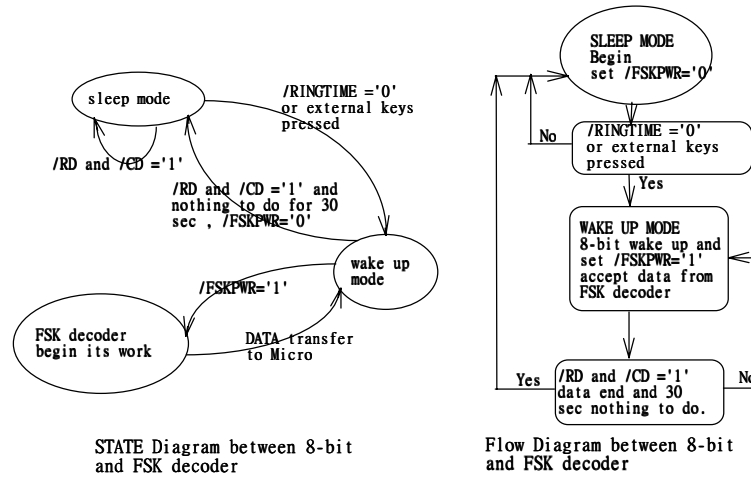 sleep mode
/RINGTIME ='0'
or external keys
pressed
/RD and /CD ='1'
/RD and /CD ='1' and
nothing to do for 30
sec , /FSKPWR='0'
wake up
mode
/FSKPWR='1'
FSK decoder
begin its work
DATA transfer
to Micro
STATE Diagram between 8-bit
and FSK decoder
SLEEP MODE
Begin
set /FSKPWR='0'
No
/RINGTIME ='0'
or external keys
pressed
Yes
WAKE UP MODE
8-bit wake up and
set /FSKPWR='1'
accept data from
FSK decoder
Yes
/RD and /CD ='1'
data end and 30
sec nothing to do.
No
Flow Diagram between 8-bit
and FSK decoder